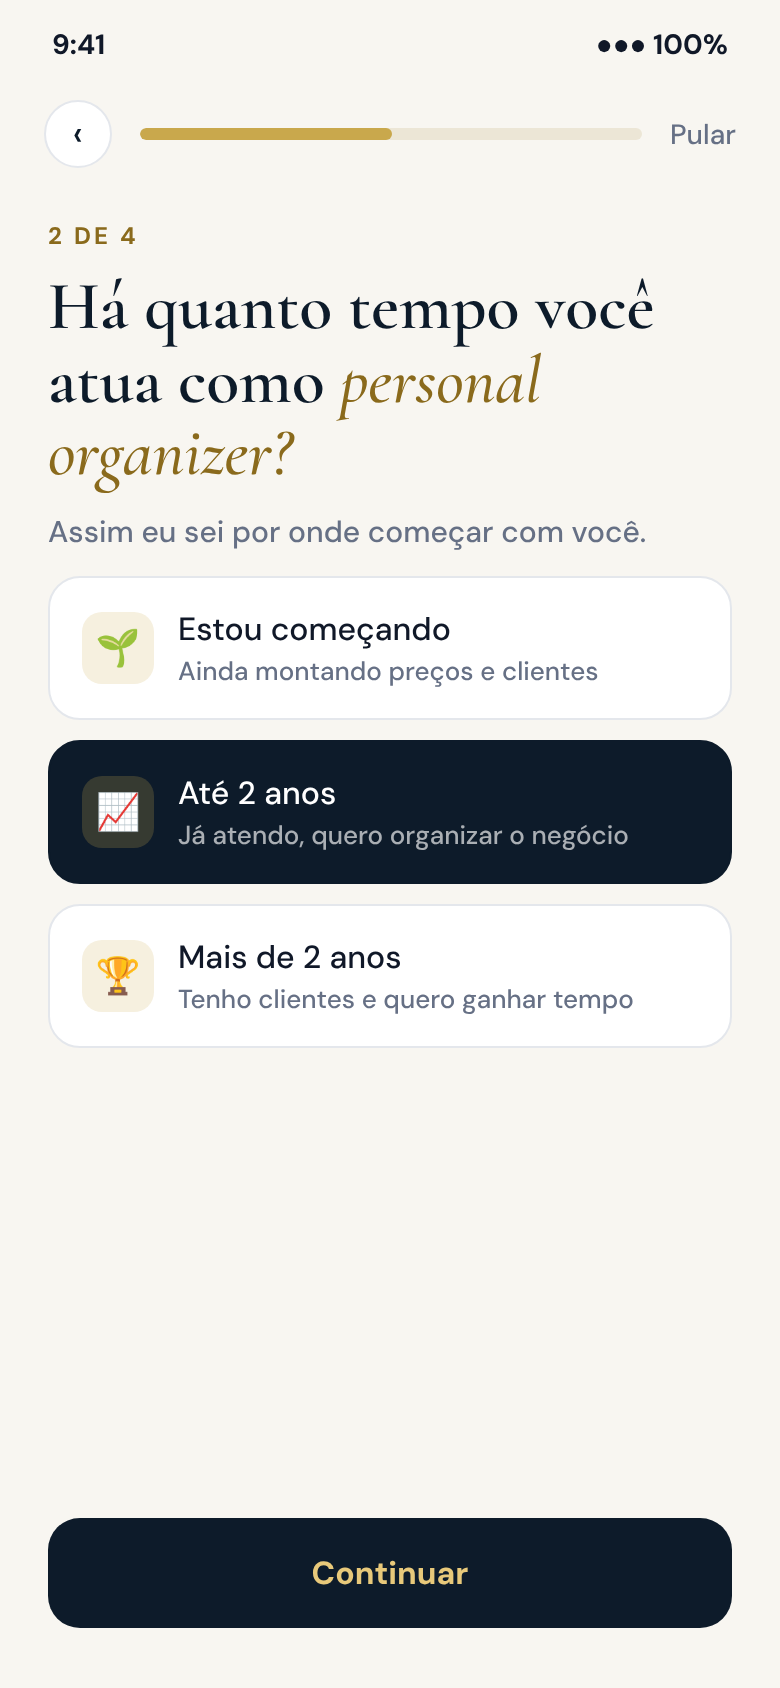 9:41
●●● 100%
‹
Pular
2 DE 4
Há quanto tempo você
atua como personal
organizer?
Assim eu sei por onde começar com você.
Estou começando
Ainda montando preços e clientes
Até 2 anos
Já atendo, quero organizar o negócio
Mais de 2 anos
Tenho clientes e quero ganhar tempo
Continuar